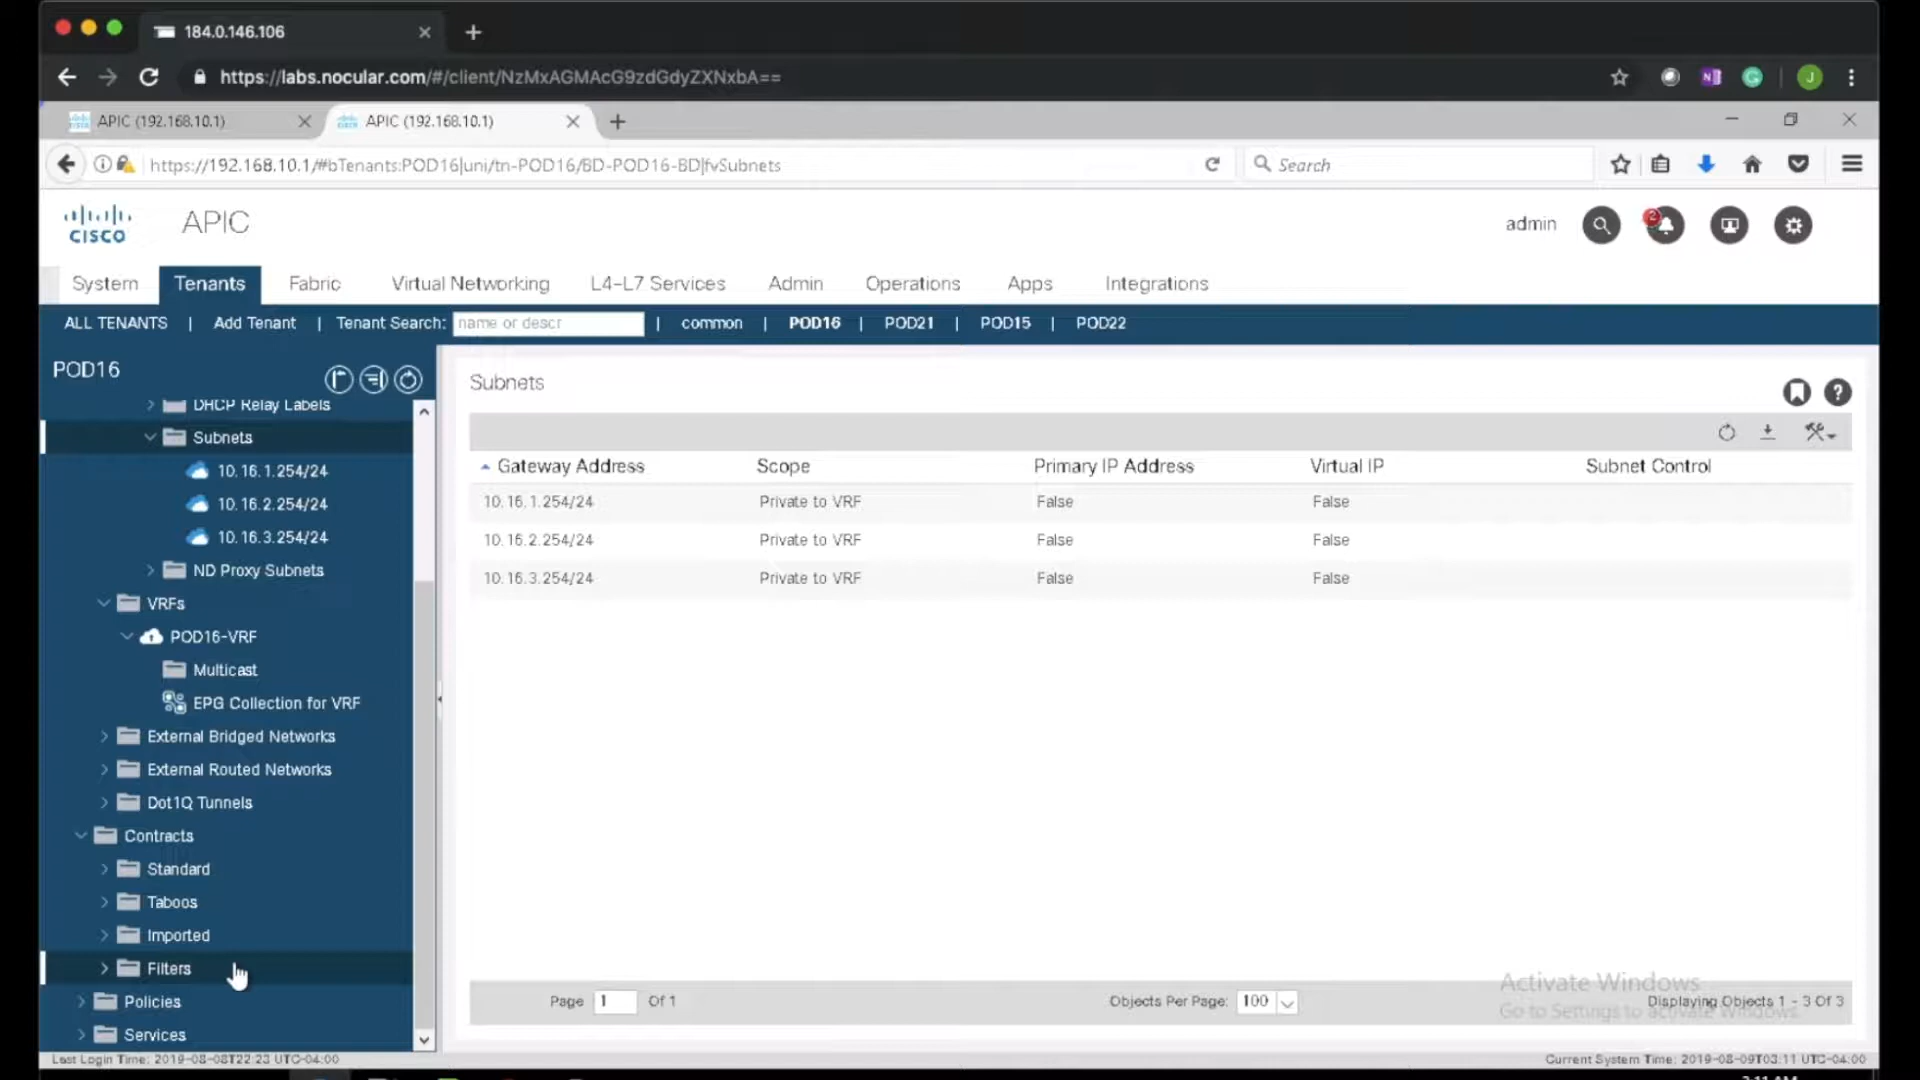 184.0.146.106
https://labs.nocular.com/#/client/NzMxAGMAcG9zdGdyZXNxbA==
J
APIC (192.168.10.1)
APIC (192.168.10.1)
https://192.168.10.1/#bTenants:POD16|uni/tn-POD16/BD-POD16-BD|fvSubnets
Search
CISCO
APIC
admin
2
System
Tenants
Fabric
Virtual Networking
L4-L7 Services
Admin
Operations
Apps
Integrations
ALL TENANTS | Add Tenant | Tenant Search: name or descr | common | POD16 | POD21 | POD15 | POD22
POD16
DHCP Relay Labels
Subnets
10.16.1.254/24
10.16.2.254/24
10.16.3.254/24
ND Proxy Subnets
VRFs
POD16-VRF
Multicast
EPG Collection for VRF
External Bridged Networks
External Routed Networks
Dot1Q Tunnels
Contracts
Standard
Taboos
Imported
Filters
Policies
Services
Subnets
Gateway Address Scope Primary IP Address Virtual IP Subnet Control
10.16.1.254/24 Private to VRF False False
10.16.2.254/24 Private to VRF False False
10.16.3.254/24 Private to VRF False False
Page 1 Of 1
Objects Per Page: 100
Displaying Objects 1 - 3 Of 3
Activate Windows
Go to Settings to activate Windows.
Last Login Time: 2019-08-08T22:23 UTC-04:00
Current System Time: 2019-08-09T03:11 UTC-04:00